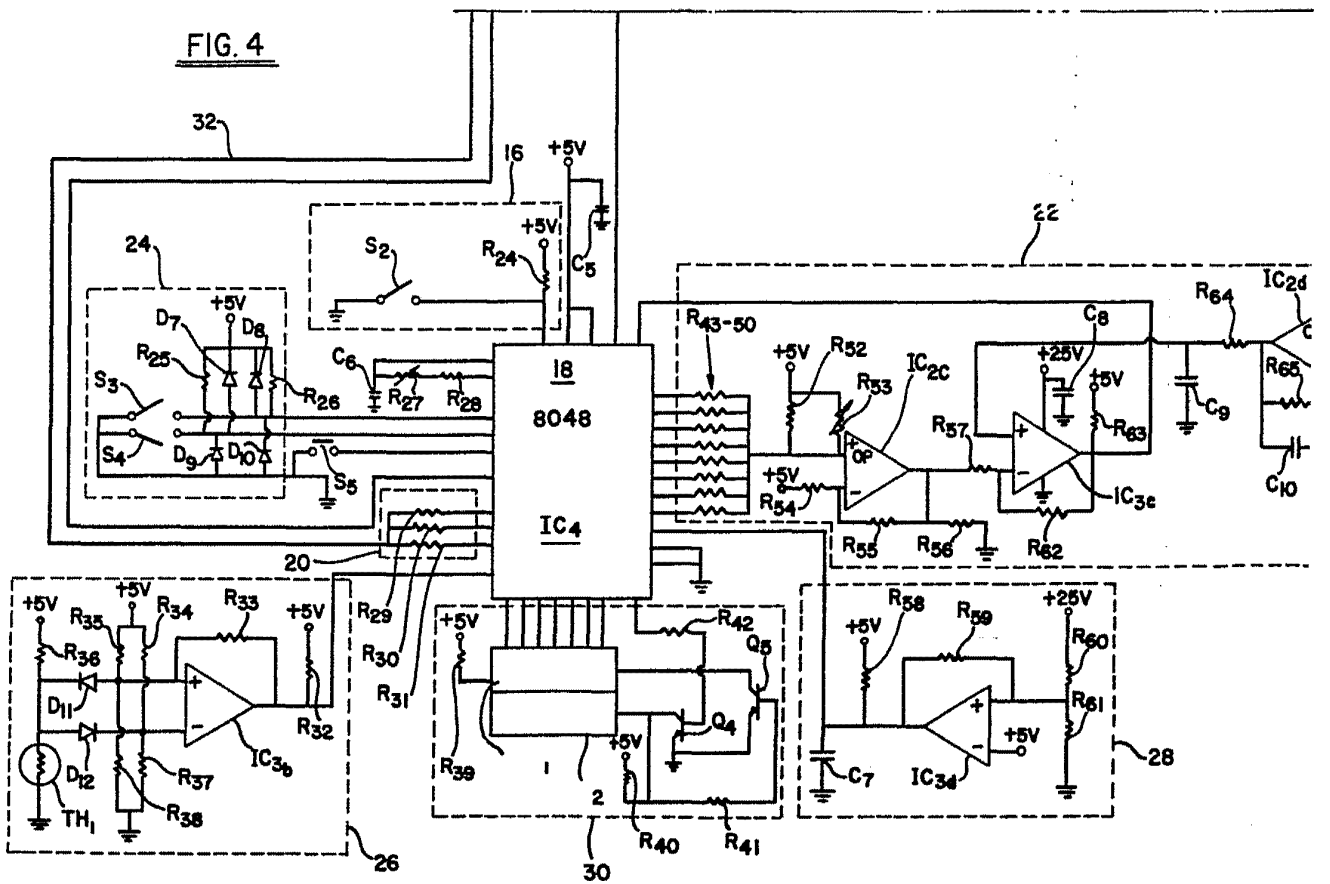 FIG. 4
32
16
+5V
22
24
S2
R24
+5V
C5
R64
IC2d
+5V
D7
D8
R43-50
C8
R25
C6
18
+5V
R52
IC2C
+25V
+5V
R65
S3
R26
R27
R28
8048
R53
C9
R57
R63
+
OP
+
S4
D9
D10
+5V
-
-
S5
R54
IC3c
C10
IC4
R55
R56
R62
20
R29
+5V
R35
+5V
R34
R33
+5V
R30
+5V
R42
R58
R59
+25V
R36
R31
Q5
+5V
R60
D11
+
R32
Q4
+
R61
-
+5V
-
+5V
D12
R37
IC3b
R39
1
C7
IC3d
28
TH1
R38
2
R40
R41
26
30